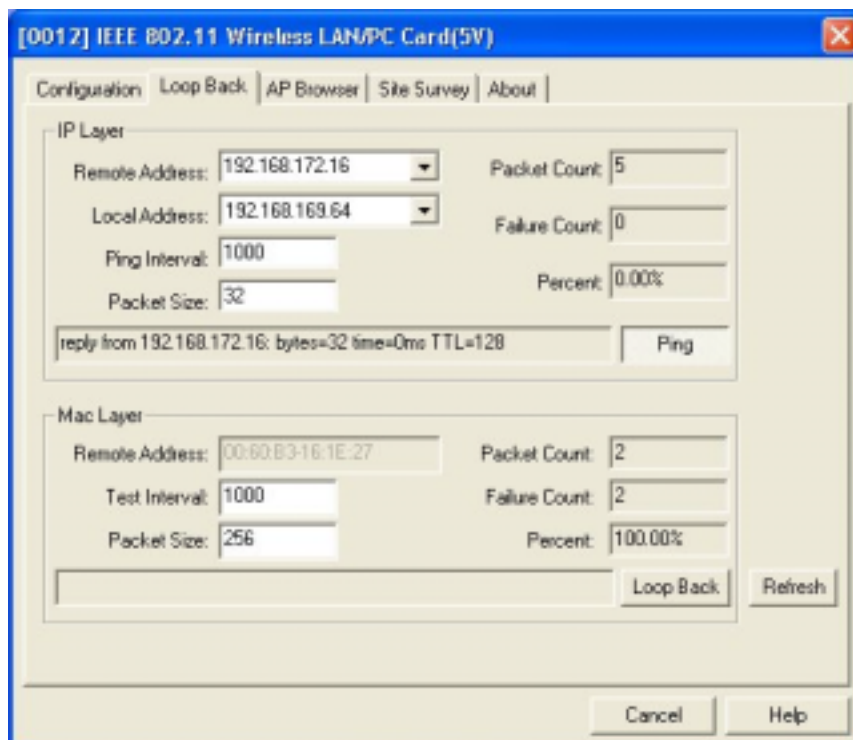 [0012] IEEE 802.11 Wireless LAN/PC Card(5V)
Configuration Loop Back AP Browser Site Survey About
IP Layer
Remote Address: 192.168.172.16 Packet Count: 5
Local Address: 192.168.169.64 Failure Count: 0
Ping Interval: 1000 Percent: 0.00%
Packet Size: 32
reply from 192.168.172.16: bytes=32 time=0ms TTL=128 Ping
Mac Layer
Remote Address: 00:60:B3-16:1E:27 Packet Count: 2
Test Interval: 1000 Failure Count: 2
Packet Size: 256 Percent: 100.00%
Loop Back Refresh
Cancel Help